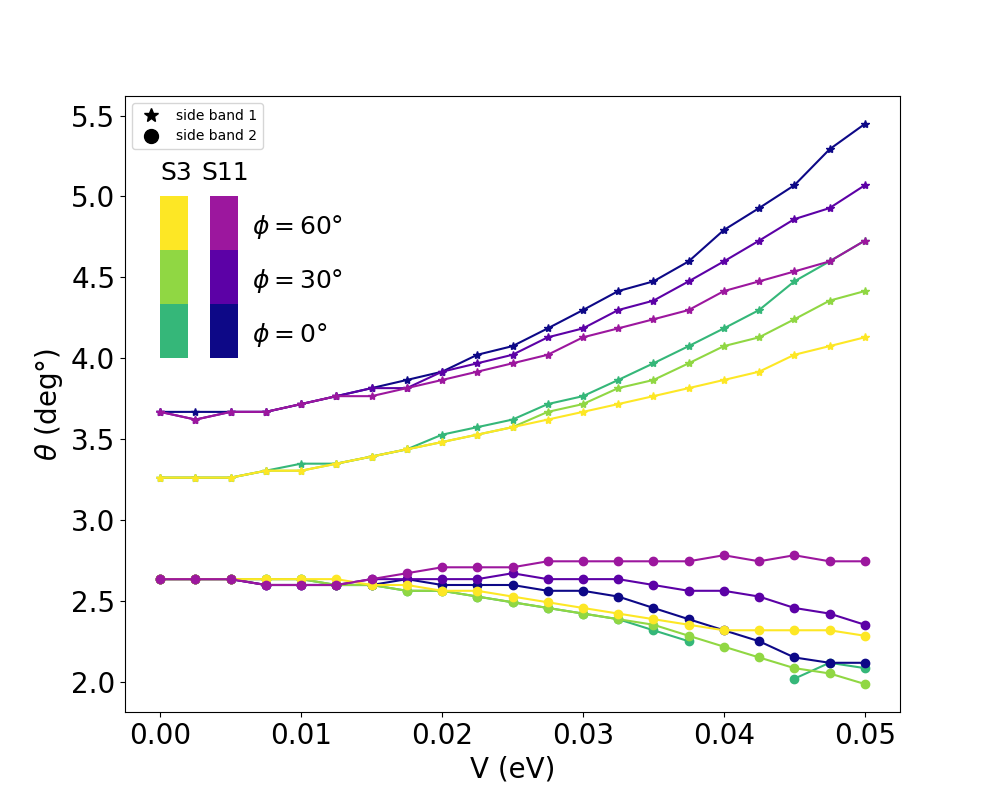 side band 1
side band 2
S3 S11
ϕ = 60°
ϕ = 30°
ϕ = 0°
5.5
5.0
4.5
4.0
3.5
3.0
2.5
2.0
θ (deg°)
0.00 0.01 0.02 0.03 0.04 0.05
V (eV)